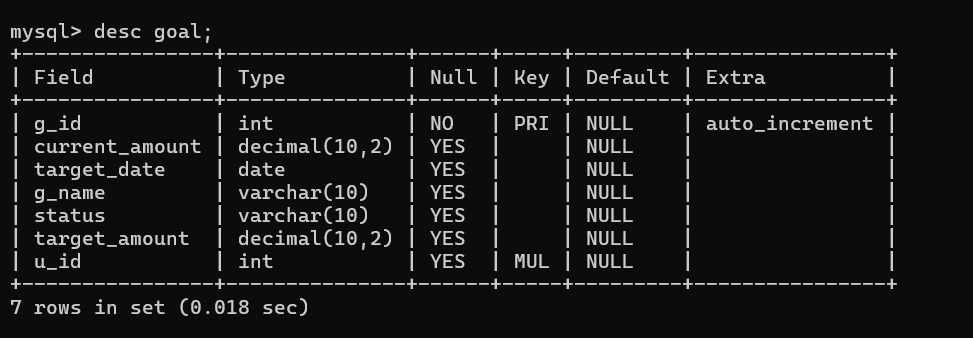 mysql> desc goal;
+----------------+---------------+------+-----+---------+----------------+
| Field          | Type          | Null | Key | Default | Extra          |
+----------------+---------------+------+-----+---------+----------------+
| g_id           | int           | NO   | PRI | NULL    | auto_increment |
| current_amount | decimal(10,2) | YES  |     | NULL    |                |
| target_date    | date          | YES  |     | NULL    |                |
| g_name         | varchar(10)   | YES  |     | NULL    |                |
| status         | varchar(10)   | YES  |     | NULL    |                |
| target_amount  | decimal(10,2) | YES  |     | NULL    |                |
| u_id           | int           | YES  | MUL | NULL    |                |
+----------------+---------------+------+-----+---------+----------------+
7 rows in set (0.018 sec)